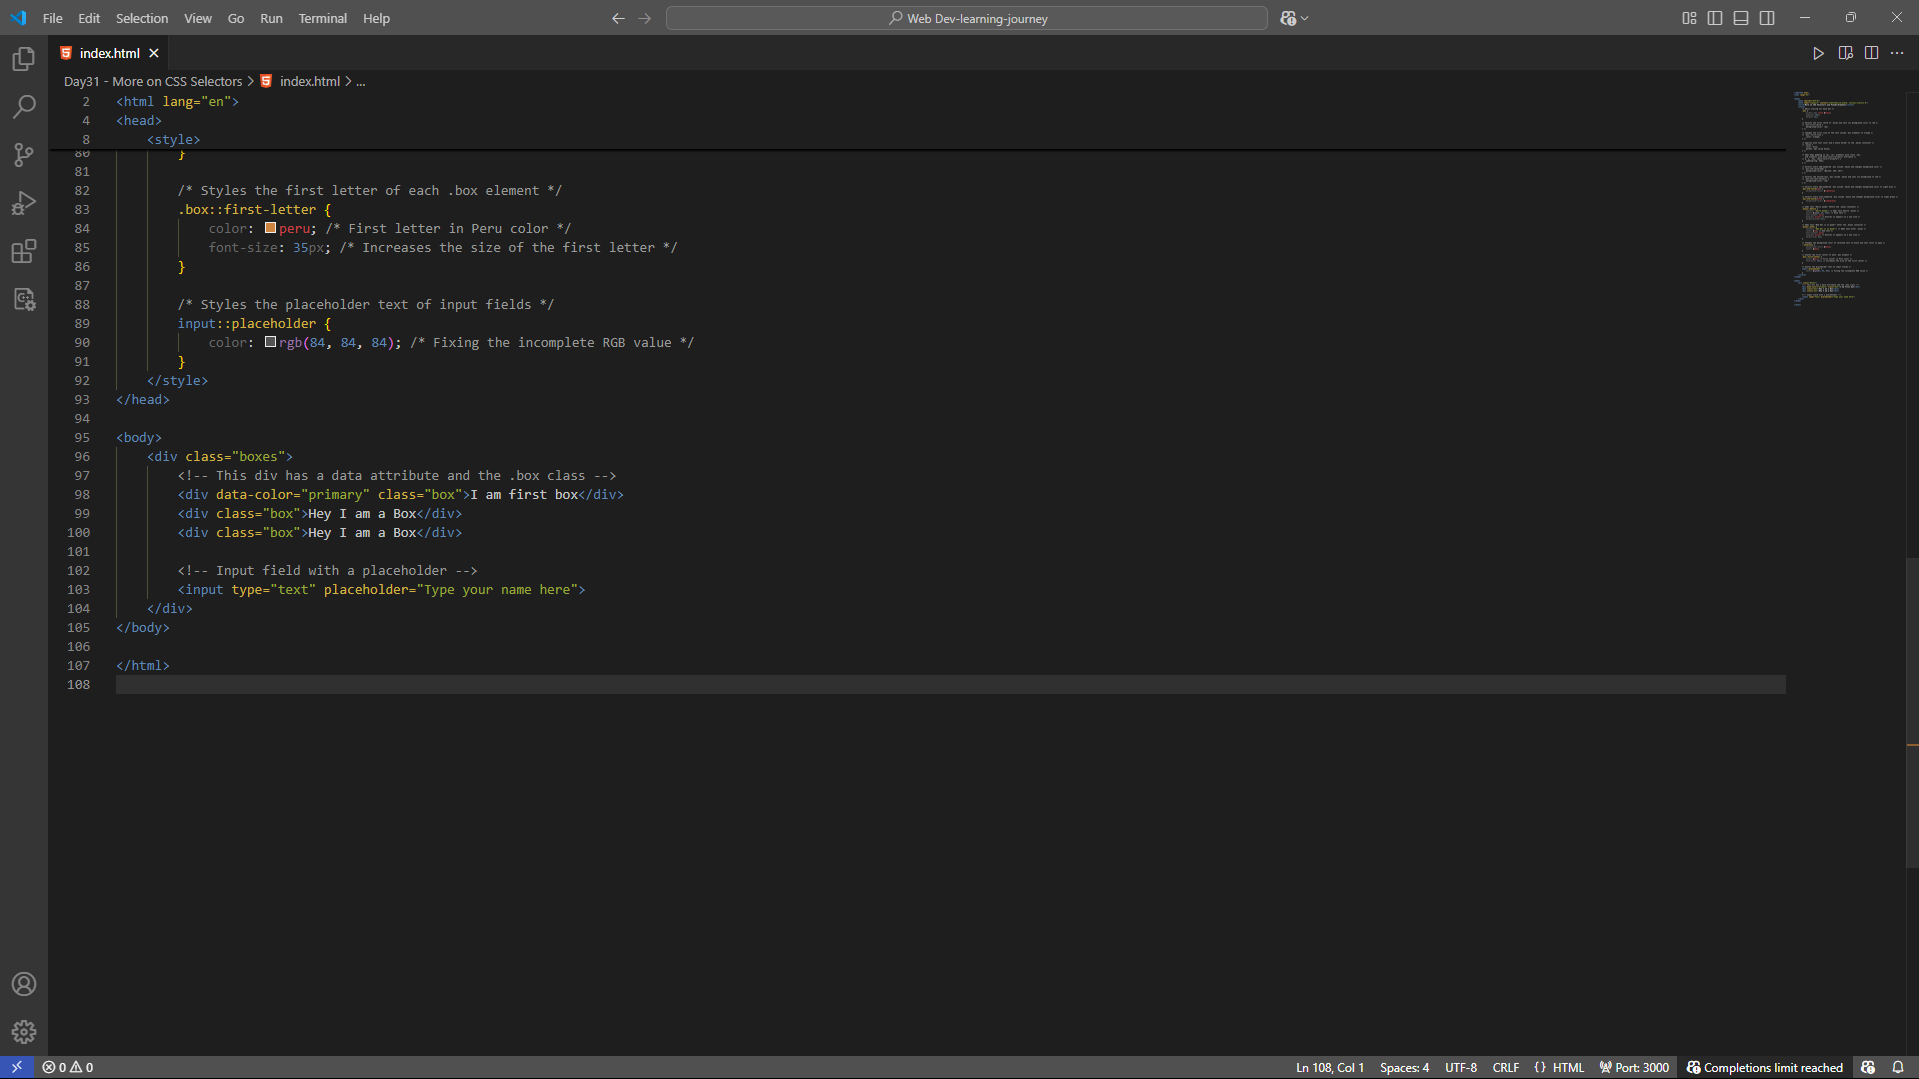 File Edit Selection View Go Run Terminal Help
Web Dev-learning-journey
index.html
Day31 - More on CSS Selectors > index.html > ...
2 <html lang="en">
4 <head>
8 <style>
80 }
81
82 /* Styles the first letter of each .box element */
83 .box::first-letter {
84 color: peru; /* First letter in Peru color */
85 font-size: 35px; /* Increases the size of the first letter */
86 }
87
88 /* Styles the placeholder text of input fields */
89 input::placeholder {
90 color: rgb(84, 84, 84); /* Fixing the incomplete RGB value */
91 }
92 </style>
93 </head>
94
95 <body>
96 <div class="boxes">
97 <!-- This div has a data attribute and the .box class -->
98 <div data-color="primary" class="box">I am first box</div>
99 <div class="box">Hey I am a Box</div>
100 <div class="box">Hey I am a Box</div>
101
102 <!-- Input field with a placeholder -->
103 <input type="text" placeholder="Type your name here">
104 </div>
105 </body>
106
107 </html>
108
0 0 Ln 108, Col 1 Spaces: 4 UTF-8 CRLF {} HTML Port: 3000 Completions limit reached